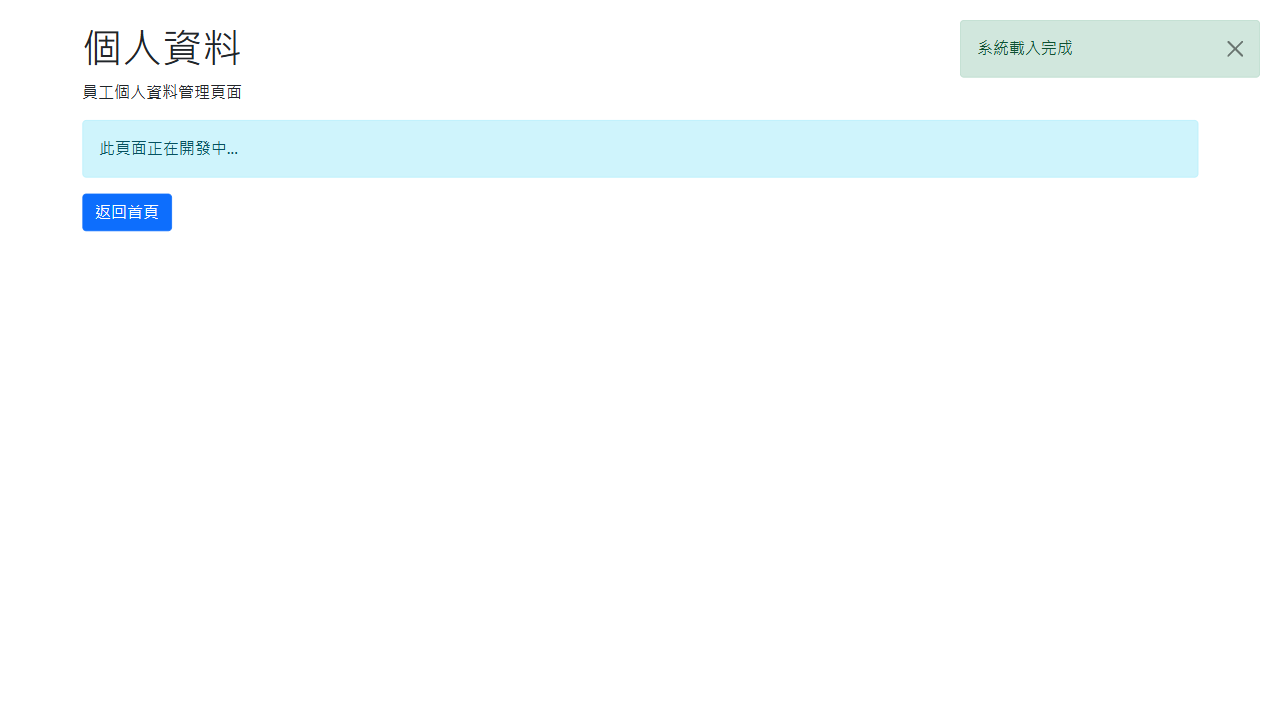 個人資料
系統載入完成
員工個人資料管理頁面
此頁面正在開發中...
返回首頁